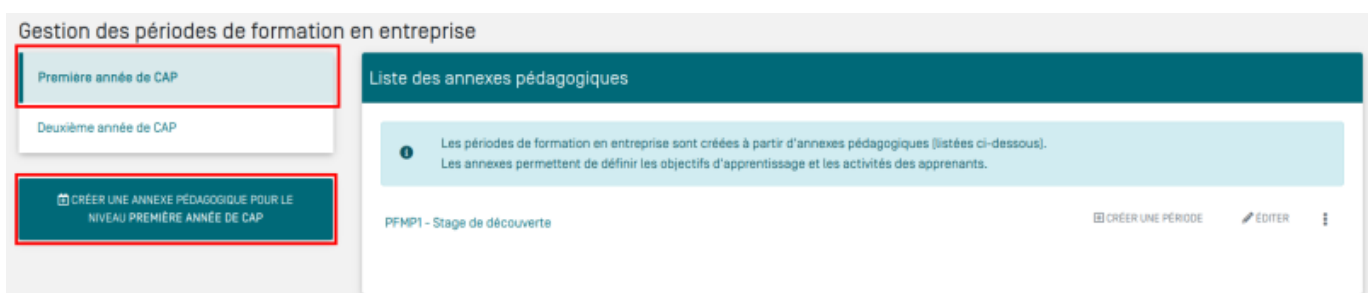 Gestion des périodes de formation en entreprise
Première année de CAP
Deuxième année de CAP
CRÉER UNE ANNEXE PÉDAGOGIQUE POUR LE
NIVEAU PREMIÈRE ANNÉE DE CAP
Liste des annexes pédagogiques
Les périodes de formation en entreprise sont créées à partir d'annexes pédagogiques (listées ci-dessous).
Les annexes permettent de définir les objectifs d'apprentissage et les activités des apprenants.
PFMP1 - Stage de découverte
CRÉER UNE PÉRIODE
ÉDITER